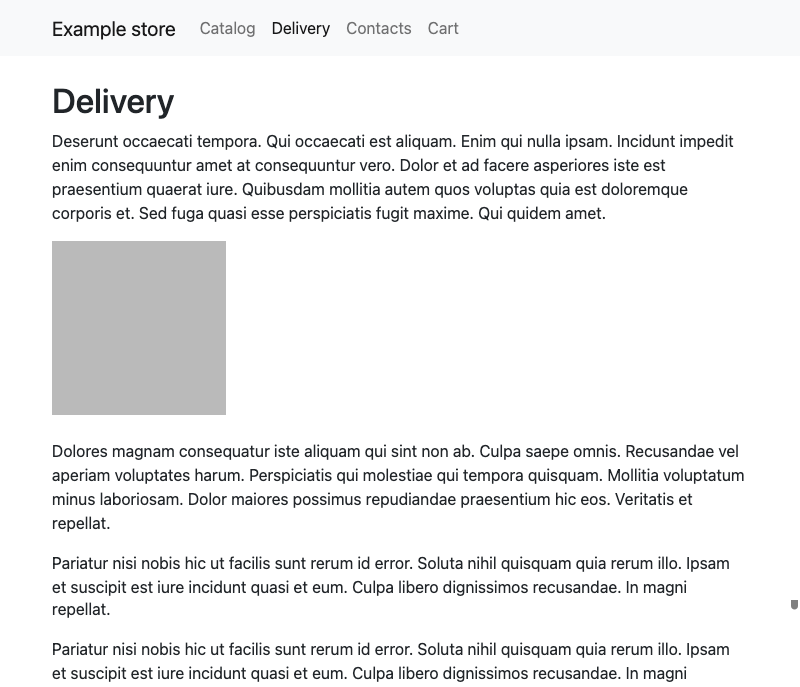 Example store Catalog Delivery Contacts Cart
Delivery
Deserunt occaecati tempora. Qui occaecati est aliquam. Enim qui nulla ipsam. Incidunt impedit
enim consequuntur amet at consequuntur vero. Dolor et ad facere asperiores iste est
praesentium quaerat iure. Quibusdam mollitia autem quos voluptas quia est doloremque
corporis et. Sed fuga quasi esse perspiciatis fugit maxime. Qui quidem amet.
Dolores magnam consequatur iste aliquam qui sint non ab. Culpa saepe omnis. Recusandae vel
aperiam voluptates harum. Perspiciatis qui molestiae qui tempora quisquam. Mollitia voluptatum
minus laboriosam. Dolor maiores possimus repudiandae praesentium hic eos. Veritatis et
repellat.
Pariatur nisi nobis hic ut facilis sunt rerum id error. Soluta nihil quisquam quia rerum illo. Ipsam
et suscipit est iure incidunt quasi et eum. Culpa libero dignissimos recusandae. In magni
repellat.
Pariatur nisi nobis hic ut facilis sunt rerum id error. Soluta nihil quisquam quia rerum illo. Ipsam
et suscipit est iure incidunt quasi et eum. Culpa libero dignissimos recusandae. In magni